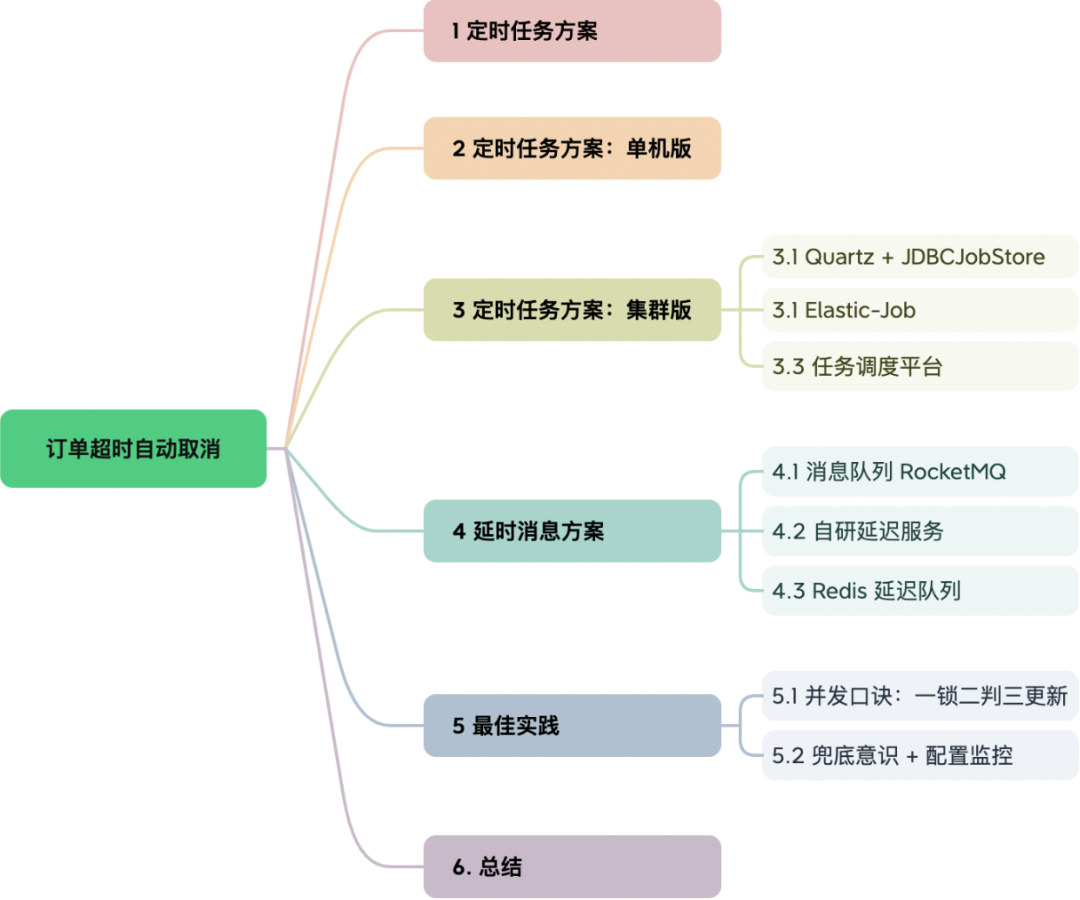 订单超时自动取消
1 定时任务方案
2 定时任务方案：单机版
3 定时任务方案：集群版
3.1 Quartz + JDBCJobStore
3.1 Elastic-Job
3.3 任务调度平台
4 延时消息方案
4.1 消息队列 RocketMQ
4.2 自研延迟服务
4.3 Redis 延迟队列
5 最佳实践
5.1 并发口诀：一锁二判三更新
5.2 兜底意识 + 配置监控
6. 总结